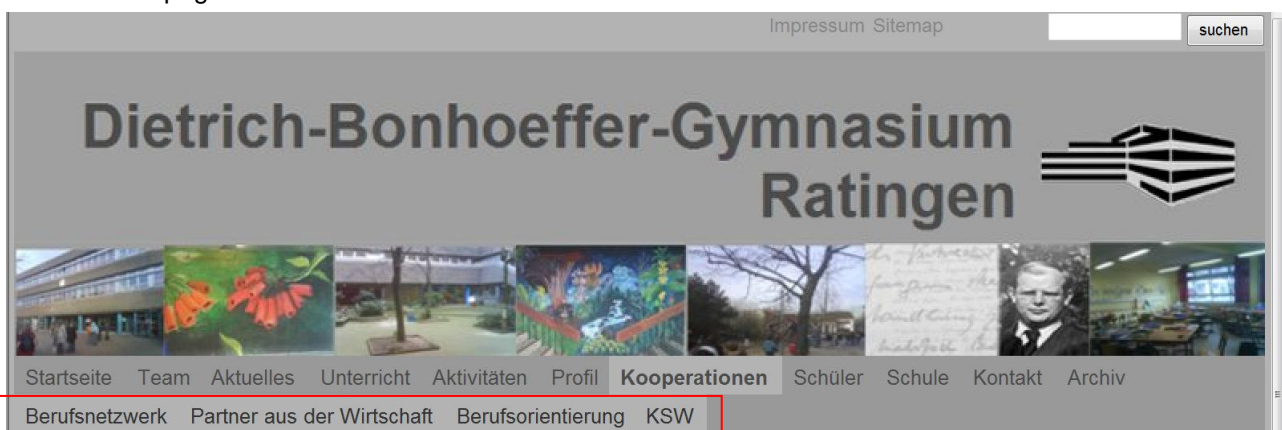 Impressum Sitemap suchen
Dietrich-Bonhoeffer-Gymnasium
Ratingen
Startseite Team Aktuelles Unterricht Aktivitäten Profil Kooperationen Schüler Schule Kontakt Archiv
Berufsnetzwerk Partner aus der Wirtschaft Berufsorientierung KSW